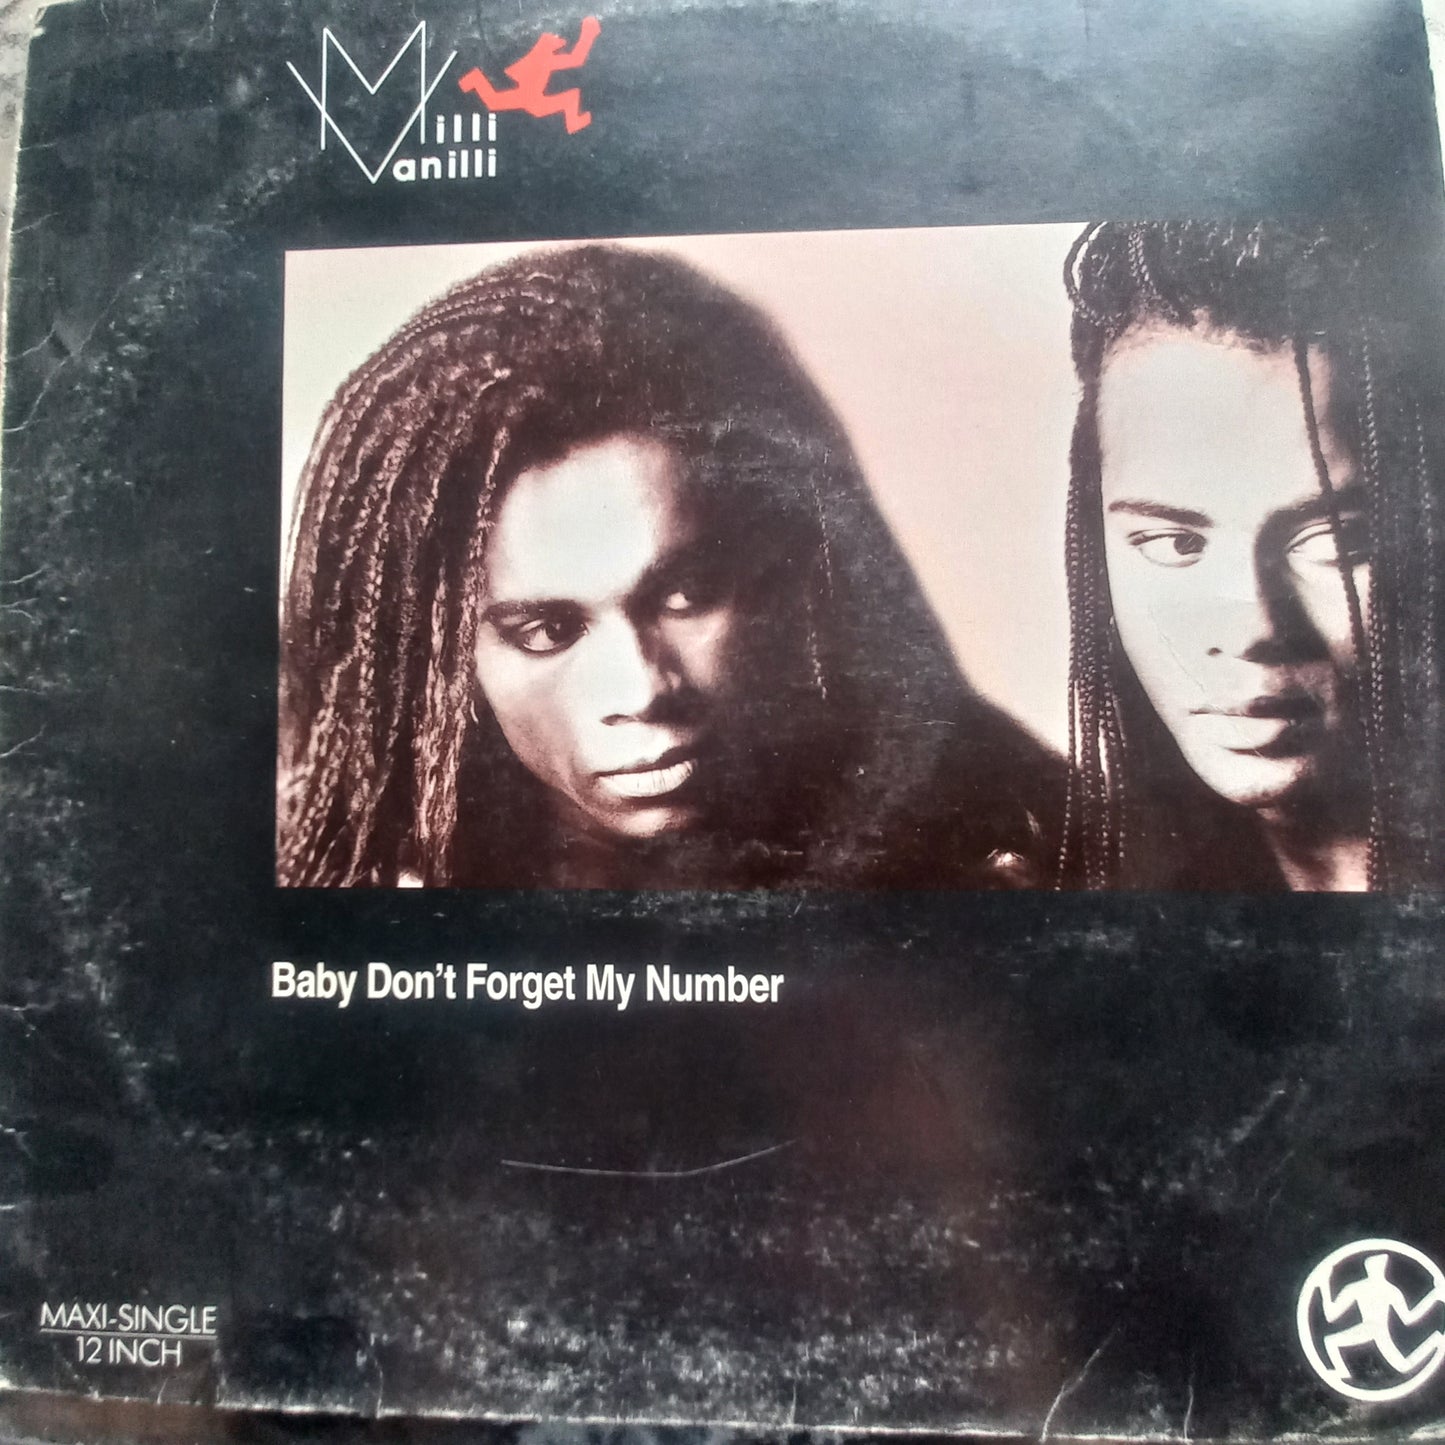 Milli
Vanilli
Baby Don't Forget My Number
MAXI-SINGLE
12 INCH